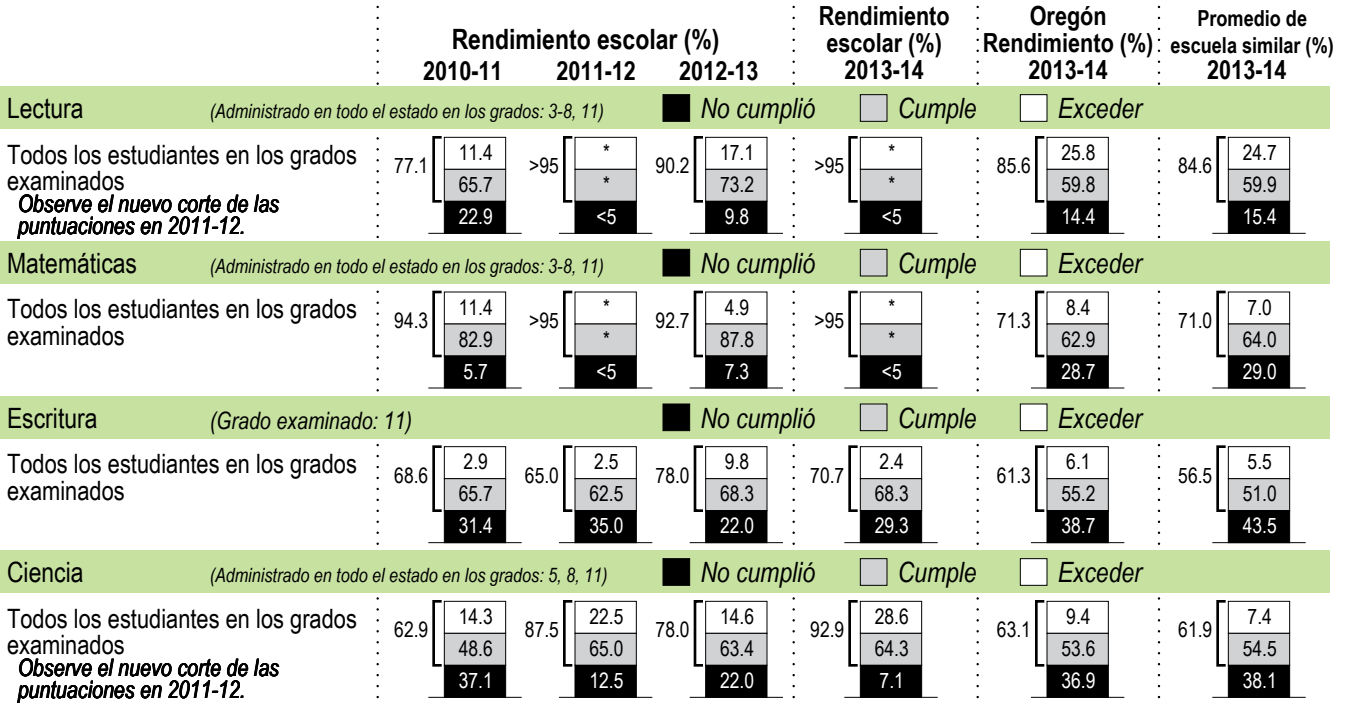 Rendimiento escolar (%)
2010-11 2011-12 2012-13
Rendimiento
escolar (%)
2013-14
Oregón
Rendimiento (%)
2013-14
Promedio de
escuela similar (%)
2013-14
Lectura (Administrado en todo el estado en los grados: 3-8, 11) No cumplió Cumple Exceder
Todos los estudiantes en los grados
examinados
Observe el nuevo corte de las
puntuaciones en 2011-12.
77.1 11.4 65.7 22.9
>95 * * <5
90.2 17.1 73.2 9.8
>95 * * <5
85.6 25.8 59.8 14.4
84.6 24.7 59.9 15.4
Matemáticas (Administrado en todo el estado en los grados: 3-8, 11) No cumplió Cumple Exceder
Todos los estudiantes en los grados
examinados
94.3 11.4 82.9 5.7
>95 * * <5
92.7 4.9 87.8 7.3
>95 * * <5
71.3 8.4 62.9 28.7
71.0 7.0 64.0 29.0
Escritura (Grado examinado: 11) No cumplió Cumple Exceder
Todos los estudiantes en los grados
examinados
68.6 2.9 65.7 31.4
65.0 2.5 62.5 35.0
78.0 9.8 68.3 22.0
70.7 2.4 68.3 29.3
61.3 6.1 55.2 38.7
56.5 5.5 51.0 43.5
Ciencia (Administrado en todo el estado en los grados: 5, 8, 11) No cumplió Cumple Exceder
Todos los estudiantes en los grados
examinados
Observe el nuevo corte de las
puntuaciones en 2011-12.
62.9 14.3 48.6 37.1
87.5 22.5 65.0 12.5
78.0 14.6 63.4 22.0
92.9 28.6 64.3 7.1
63.1 9.4 53.6 36.9
61.9 7.4 54.5 38.1